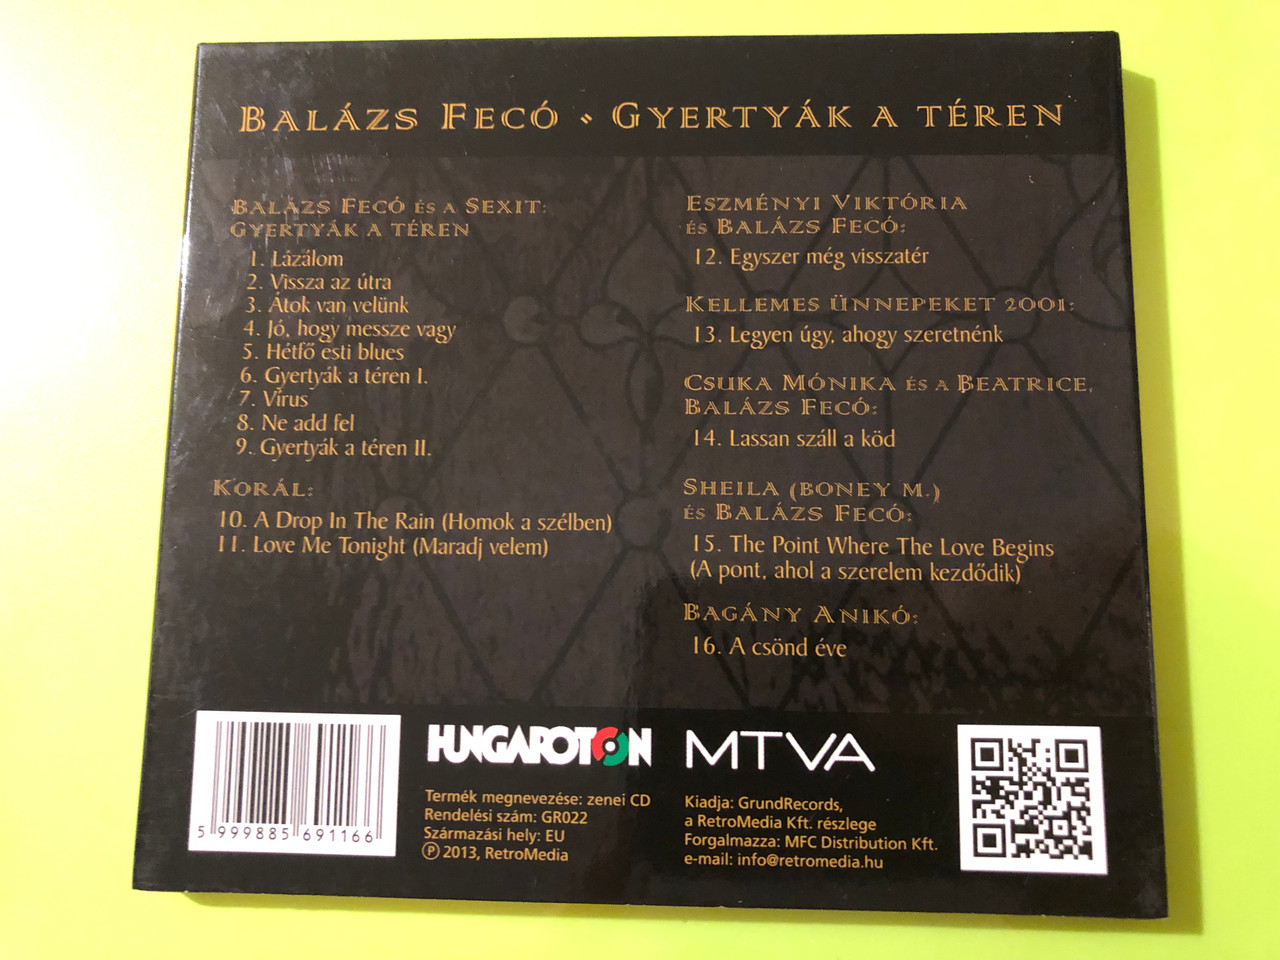 Balázs Fecó • Gyertyák a téren
Balázs Fecó és a Sexit:
Gyertyák a téren
1. Lázálom
2. Vissza az útra
3. Átok van velünk
4. Jó, hogy messze vagy
5. Hétfő esti blues
6. Gyertyák a téren I.
7. Vírus
8. Ne add fel
9. Gyertyák a téren II.
Korál:
10. A Drop In The Rain (Homok a szélben)
11. Love Me Tonight (Maradj velem)
Eszményi Viktória
és Balázs Fecó:
12. Egyszer még visszatér
Kellemes ünnepeket 2001:
13. Legyen úgy, ahogy szeretnénk
Csuka Mónika és a Beatrice,
Balázs Fecó:
14. Lassan száll a köd
Sheila (Boney M.)
és Balázs Fecó:
15. The Point Where The Love Begins
(A pont, ahol a szerelem kezdődik)
Bagány Anikó:
16. A csönd éve
5 999885 691166
HUNGAROTON
Termék megnevezése: zenei CD
Rendelési szám: GR022
Származási hely: EU
Ⓟ 2013, RetroMedia
MTVA
Kiadja: GrundRecords,
a RetroMedia Kft. részlege
Forgalmazza: MFC Distribution Kft.
e-mail: info@retromedia.hu